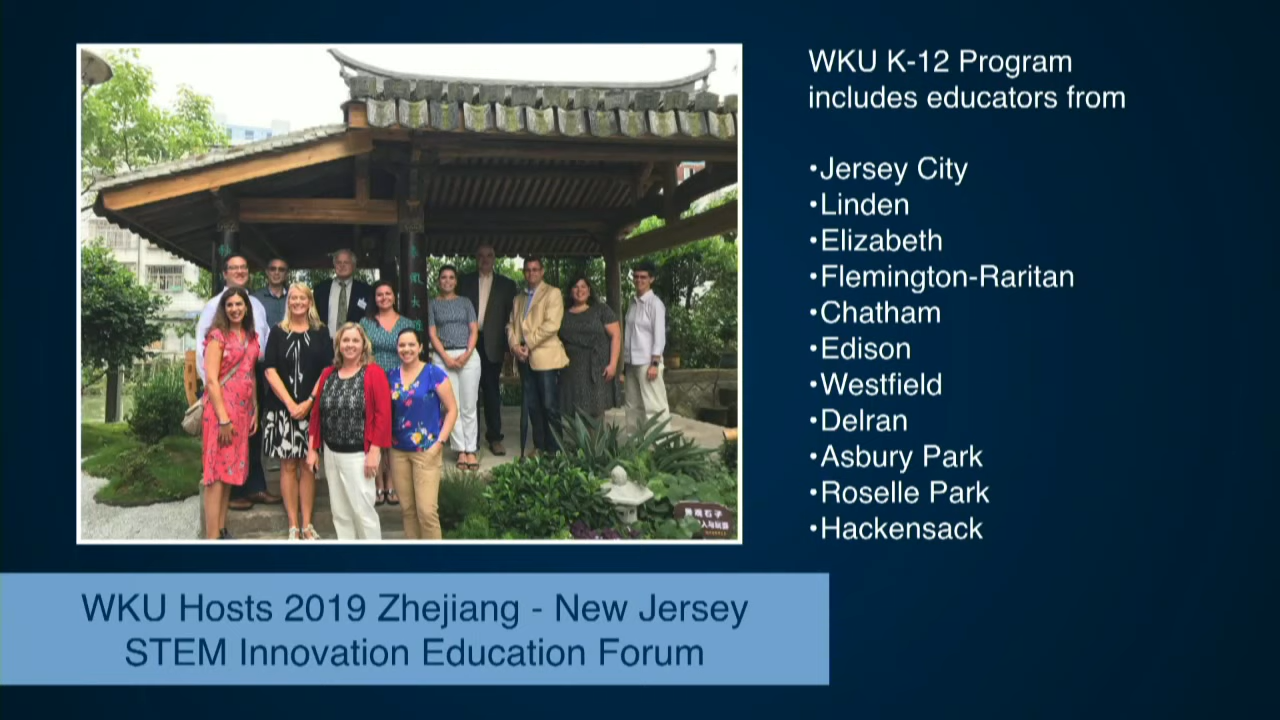 WKU K-12 Program
includes educators from
•Jersey City
•Linden
•Elizabeth
•Flemington-Raritan
•Chatham
•Edison
•Westfield
•Delran
•Asbury Park
•Roselle Park
•Hackensack
WKU Hosts 2019 Zhejiang - New Jersey
STEM Innovation Education Forum